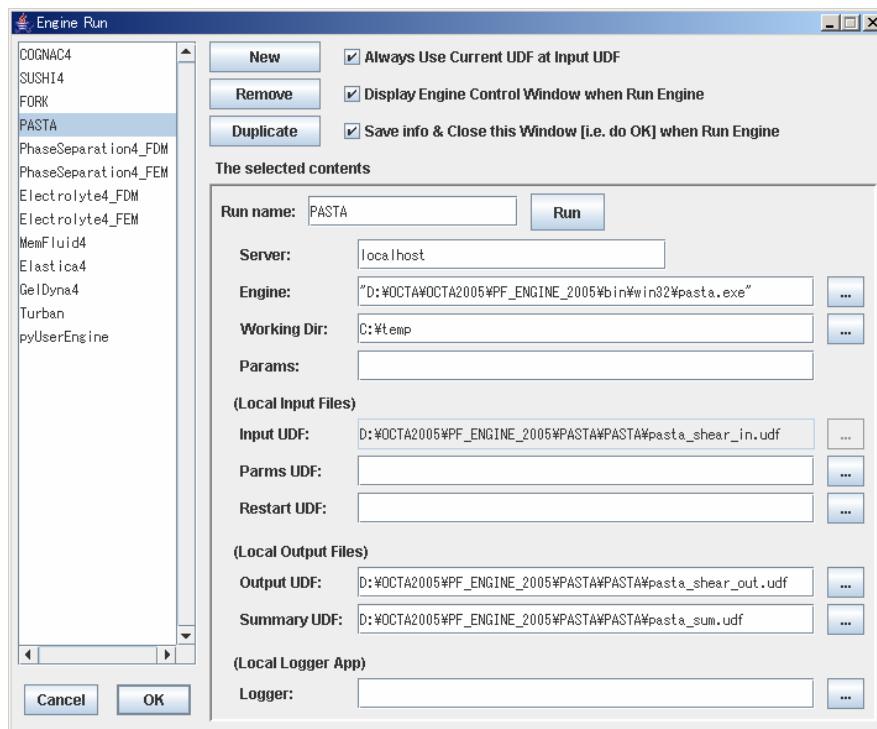 Engine Run
COGNAC4
SUSHI4
FORK
PASTA
PhaseSeparation4_FDM
PhaseSeparation4_FEM
Electrolyte4_FDM
Electrolyte4_FEM
MemFluid4
Elastica4
GelDyna4
Turban
pyUserEngine
Cancel
OK
New
Always Use Current UDF at Input UDF
Remove
Display Engine Control Window when Run Engine
Duplicate
Save info & Close this Window [i.e. do OK] when Run Engine
The selected contents
Run name: PASTA Run
Server: localhost
Engine: "D:¥OCTA¥OCTA2005¥PF_ENGINE_2005¥bin¥win32¥pasta.exe" ...
Working Dir: C:¥temp ...
Params:
(Local Input Files)
Input UDF: D:¥OCTA2005¥PF_ENGINE_2005¥PASTA¥PASTA¥pasta_shear_in.udf ...
Parms UDF: ...
Restart UDF: ...
(Local Output Files)
Output UDF: D:¥OCTA2005¥PF_ENGINE_2005¥PASTA¥PASTA¥pasta_shear_out.udf ...
Summary UDF: D:¥OCTA2005¥PF_ENGINE_2005¥PASTA¥PASTA¥pasta_sum.udf ...
(Local Logger App)
Logger: ...